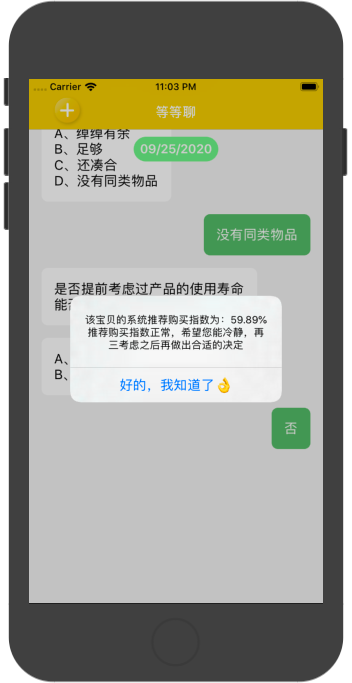 Carrier 11:03 PM
等等聊
A、绰绰有余
B、足够
09/25/2020
C、还凑合
D、没有同类物品
没有同类物品
是否提前考虑过产品的使用寿命
能
该宝贝的系统推荐购买指数为：59.89%
推荐购买指数正常，希望您能冷静，再
三考虑之后再做出合适的决定
A、
B、
好的，我知道了👌
否